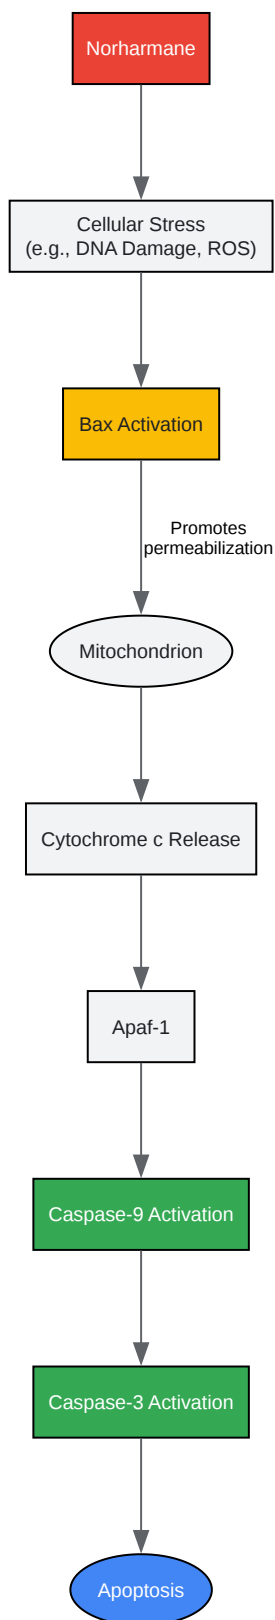 Norharmane
Cellular Stress
(e.g., DNA Damage, ROS)
Bax Activation
Promotes
permeabilization
Mitochondrion
Cytochrome c Release
Apaf-1
Caspase-9 Activation
Caspase-3 Activation
Apoptosis